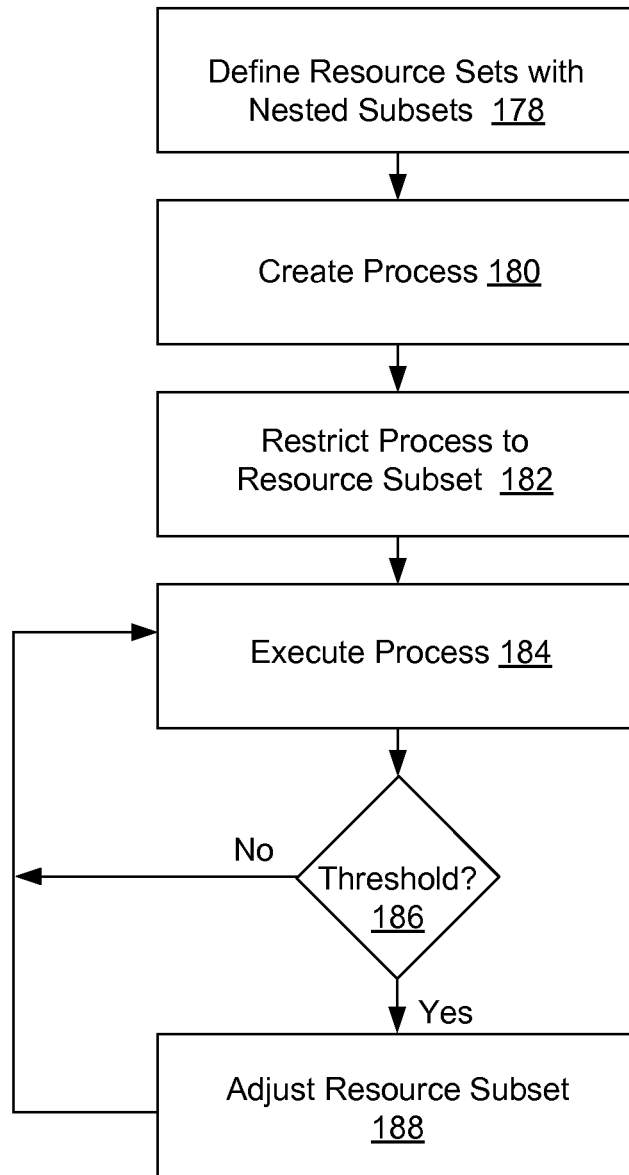 Define Resource Sets with
Nested Subsets 178
Create Process 180
Restrict Process to
Resource Subset 182
Execute Process 184
No
Threshold?
186
Yes
Adjust Resource Subset
188